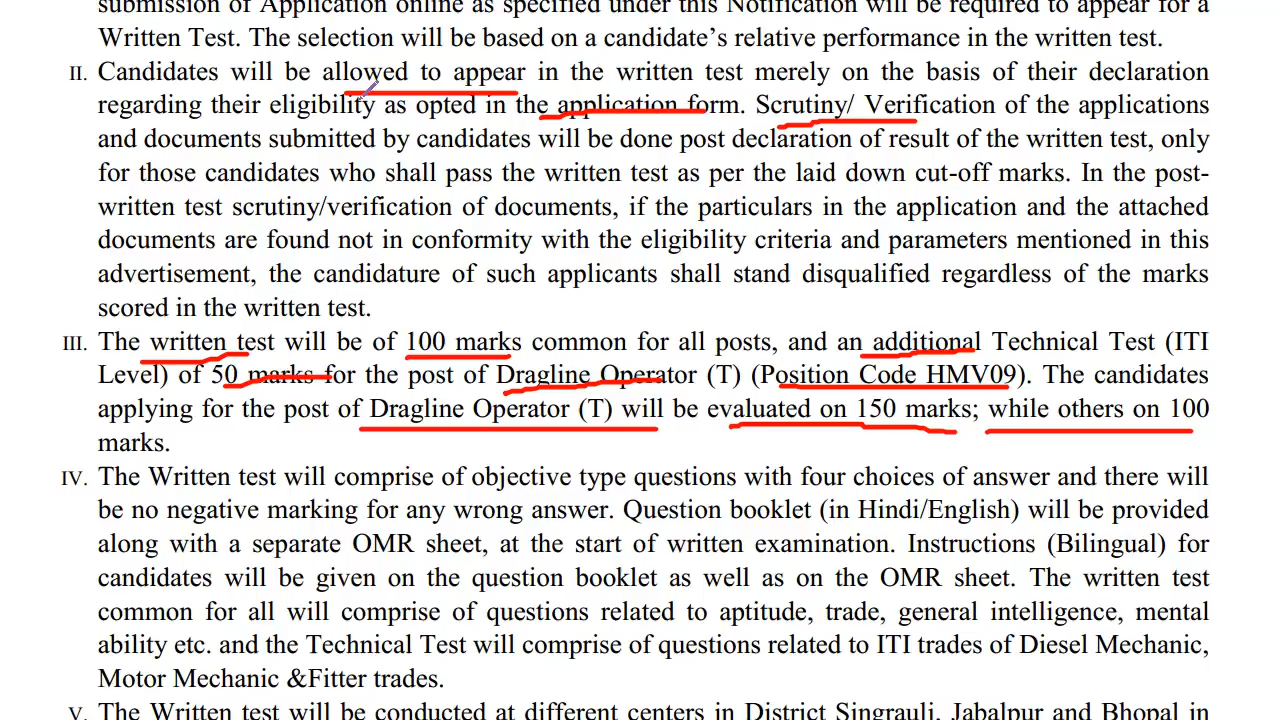 submission of Application online as specified under this Notification will be required to appear for a
Written Test. The selection will be based on a candidate’s relative performance in the written test.
II. Candidates will be allowed to appear in the written test merely on the basis of their declaration
regarding their eligibility as opted in the application form. Scrutiny/ Verification of the applications
and documents submitted by candidates will be done post declaration of result of the written test, only
for those candidates who shall pass the written test as per the laid down cut-off marks. In the post-
written test scrutiny/verification of documents, if the particulars in the application and the attached
documents are found not in conformity with the eligibility criteria and parameters mentioned in this
advertisement, the candidature of such applicants shall stand disqualified regardless of the marks
scored in the written test.
III. The written test will be of 100 marks common for all posts, and an additional Technical Test (ITI
Level) of 50 marks for the post of Dragline Operator (T) (Position Code HMV09). The candidates
applying for the post of Dragline Operator (T) will be evaluated on 150 marks; while others on 100
marks.
IV. The Written test will comprise of objective type questions with four choices of answer and there will
be no negative marking for any wrong answer. Question booklet (in Hindi/English) will be provided
along with a separate OMR sheet, at the start of written examination. Instructions (Bilingual) for
candidates will be given on the question booklet as well as on the OMR sheet. The written test
common for all will comprise of questions related to aptitude, trade, general intelligence, mental
ability etc. and the Technical Test will comprise of questions related to ITI trades of Diesel Mechanic,
Motor Mechanic &Fitter trades.
V. The Written test will be conducted at different centers in District Singrauli, Jabalpur and Bhopal in